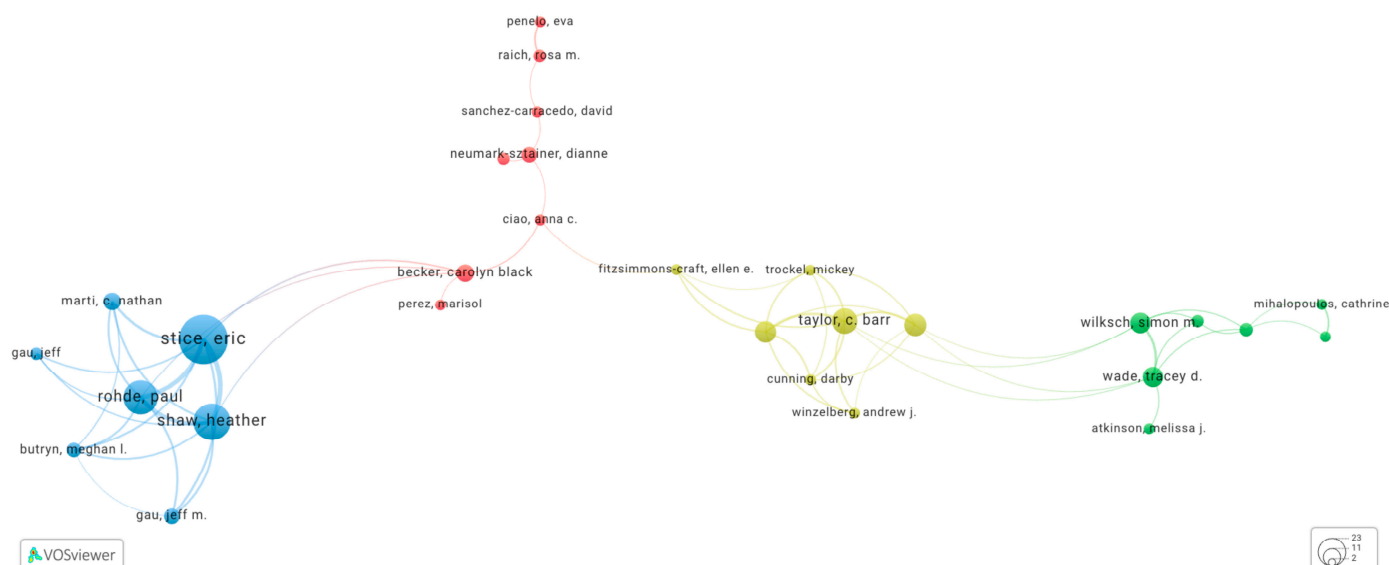 penelo, eva
raich, rosa m.
sanchez-carracedo, david
neumark-sztainer, dianne
ciao, anna c.
becker, carolyn black
fitzsimmons-craft, ellen e.
trockel, mickey
perez, marisol
marti, c. nathan
mihalopoulos, cathrine
taylor, c. barr
wilksch, simon m.
stice, eric
gau, jeff
cunning, darby
wade, tracey d.
rohde, paul
winzelberg, andrew j.
shaw, heather
atkinson, melissa j.
butryn, meghan l.
gau, jeff m.
VOSviewer
23
11
2